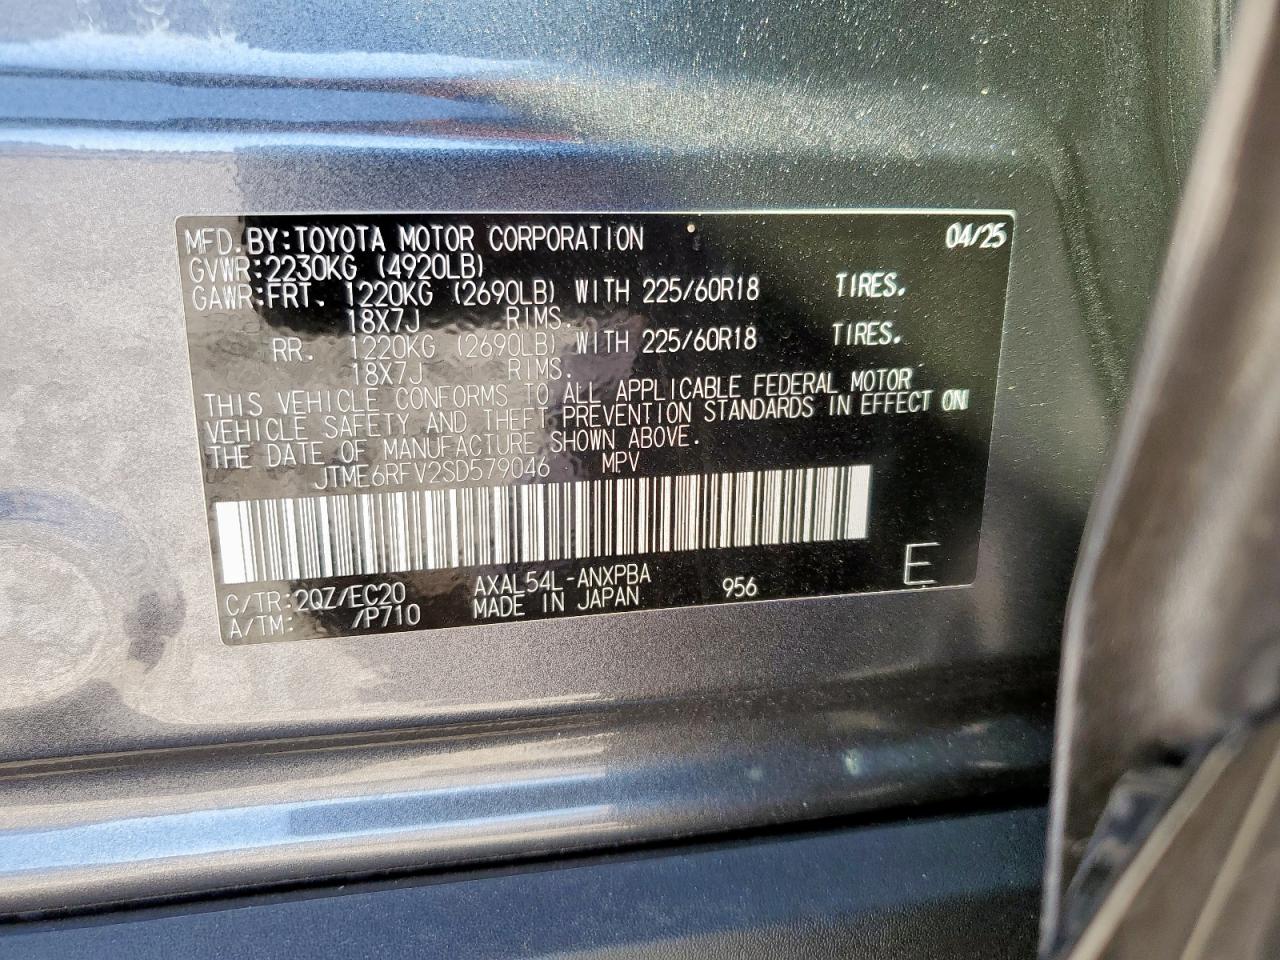 MFD. BY: TOYOTA MOTOR CORPORATION 04/25
GVWR: 2230KG (4920LB)
GAWR: FRT. 1220KG (2690LB) WITH 225/60R18 TIRES.
18X7J RIMS.
RR. 1220KG (2690LB) WITH 225/60R18 TIRES.
18X7J RIMS.
THIS VEHICLE CONFORMS TO ALL APPLICABLE FEDERAL MOTOR
VEHICLE SAFETY AND THEFT PREVENTION STANDARDS IN EFFECT ON
THE DATE OF MANUFACTURE SHOWN ABOVE.
JTME6RFV2SD579046 MPV
C/TR: 2QZ/EC20 AXAL54L-ANXPBA 956 E
A/TM: /P710 MADE IN JAPAN